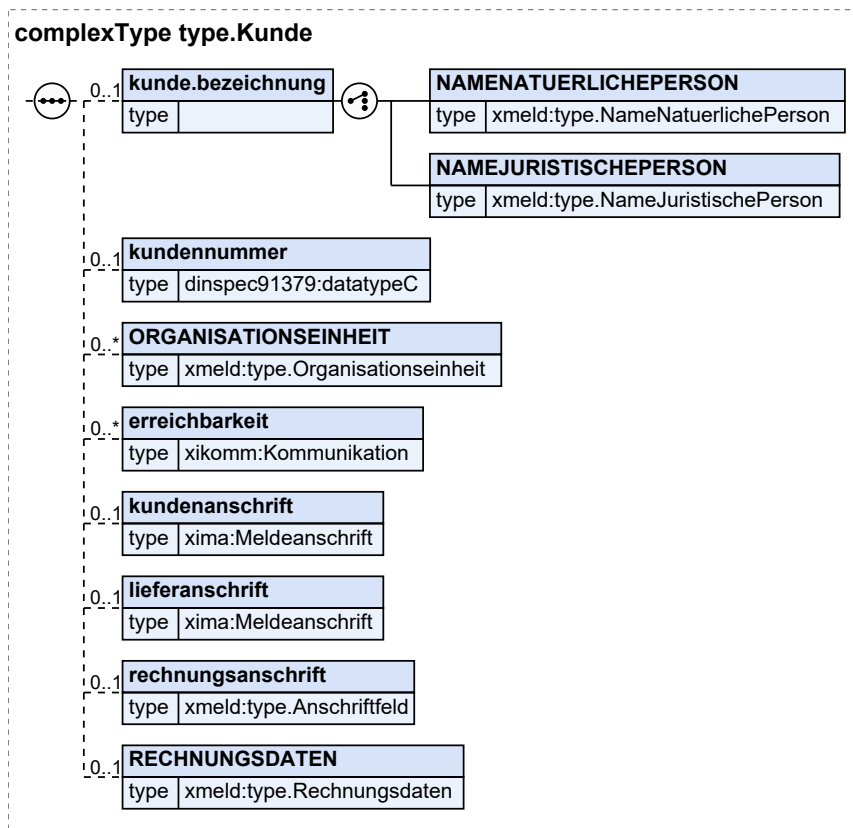 complexType type.Kunde
0..1
kunde.bezeichnung
type
NAMENATUERLICHEPERSON
type xmeld:type.NameNatuerlichePerson
NAMEJURISTISCHEPERSON
type xmeld:type.NameJuristischePerson
0..1
kundennummer
type dinspec91379:datatypeC
0..*
ORGANISATIONSEINHEIT
type xmeld:type.Organisationseinheit
0..*
erreichbarkeit
type xikomm:Kommunikation
0..1
kundenanschrift
type xima:Meldeanschrift
0..1
lieferanschrift
type xima:Meldeanschrift
0..1
rechnungsanschrift
type xmeld:type.Anschriftfeld
0..1
RECHNUNGSDATEN
type xmeld:type.Rechnungsdaten